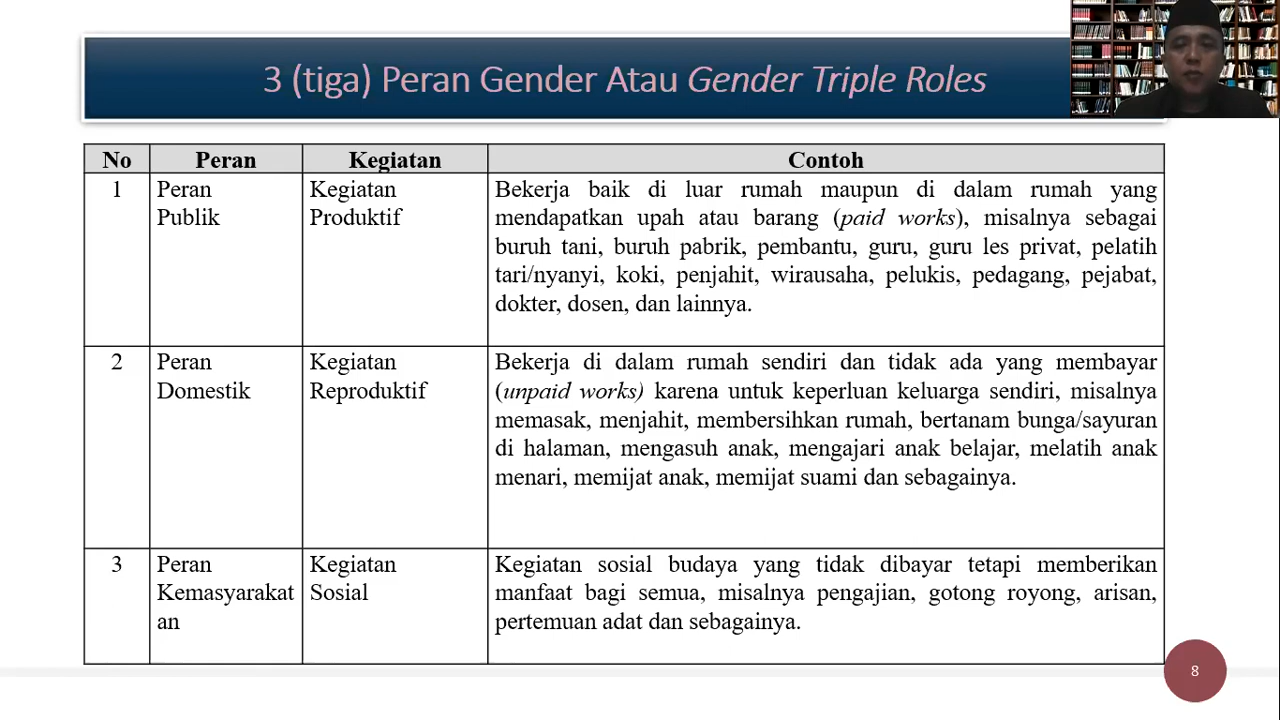 3 (tiga) Peran Gender Atau Gender Triple Roles
No Peran Kegiatan Contoh
1 Peran Publik Kegiatan Produktif Bekerja baik di luar rumah maupun di dalam rumah yang
mendapatkan upah atau barang (paid works), misalnya sebagai
buruh tani, buruh pabrik, pembantu, guru, guru les privat, pelatih
tari/nyanyi, koki, penjahit, wirausaha, pelukis, pedagang, pejabat,
dokter, dosen, dan lainnya.
2 Peran Domestik Kegiatan Reproduktif Bekerja di dalam rumah sendiri dan tidak ada yang membayar
(unpaid works) karena untuk keperluan keluarga sendiri, misalnya
memasak, menjahit, membersihkan rumah, bertanam bunga/sayuran
di halaman, mengasuh anak, mengajari anak belajar, melatih anak
menari, memijat anak, memijat suami dan sebagainya.
3 Peran Kemasyarakat an Kegiatan Sosial Kegiatan sosial budaya yang tidak dibayar tetapi memberikan
manfaat bagi semua, misalnya pengajian, gotong royong, arisan,
pertemuan adat dan sebagainya.
8